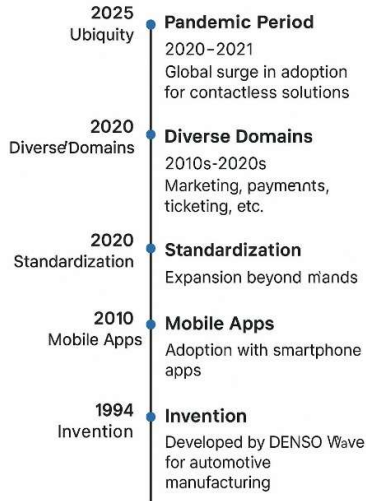 2025
Ubiquity
Pandemic Period
2020–2021
Global surge in adoption
for contactless solutions
2020
Diverse'Domains
Diverse Domains
2010s-2020s
Marketing, payments,
ticketing, etc.
2020
Standardization
Standardization
Expansion beyond mands
2010
Mobile Apps
Mobile Apps
Adoption with smartphone
apps
1994
Invention
Invention
Developed by DENSO Wave
for automotive
manufacturing